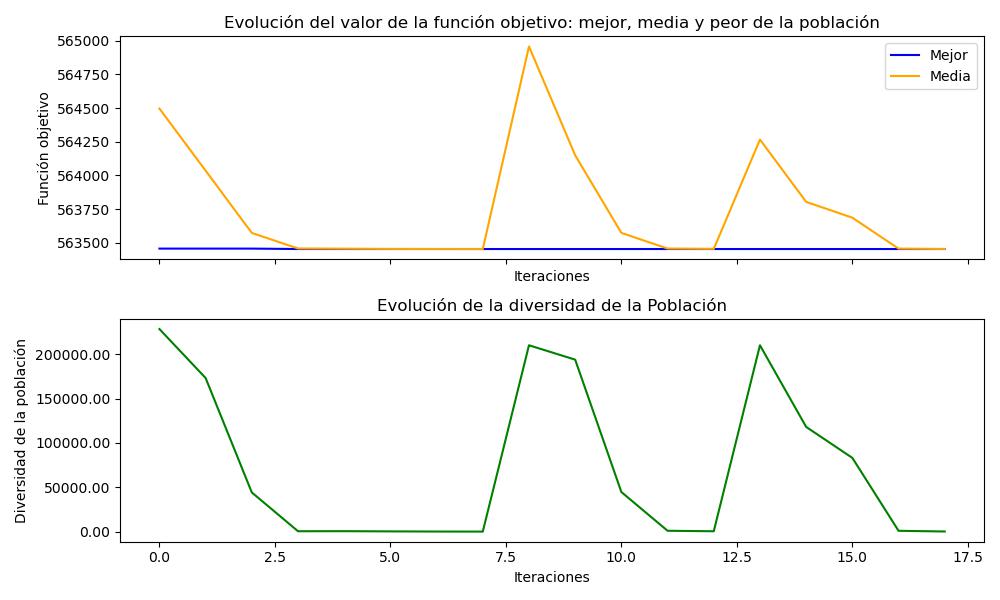 Evolución del valor de la función objetivo: mejor, media y peor de la población
565000
564750
564500
564250
564000
563750
563500
Función objetivo
Mejor
Media
Iteraciones
Evolución de la diversidad de la Población
200000.00
150000.00
100000.00
50000.00
0.00
Diversidad de la población
0.0 2.5 5.0 7.5 10.0 12.5 15.0 17.5
Iteraciones